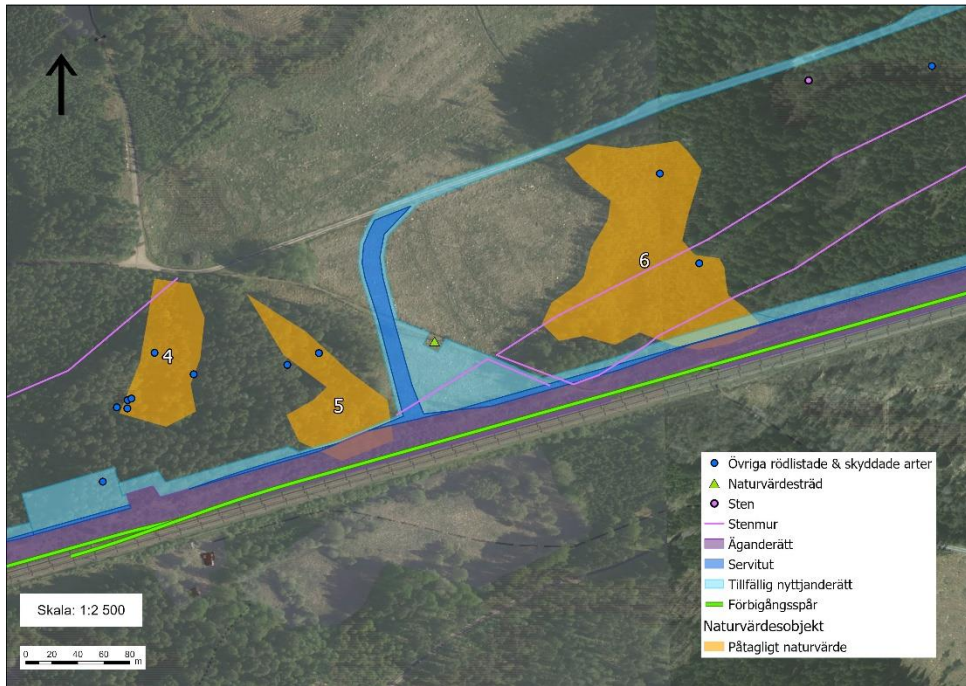 4
5
6
Övriga rödlistade & skyddade arter
Naturvärdesträd
Sten
Stenmur
Äganderätt
Servitut
Tillfällig nyttjanderätt
Förbigångsspår
Naturvärdesobjekt
Påtagligt naturvärde
Skala: 1:2 500
0 20 40 60 80
m